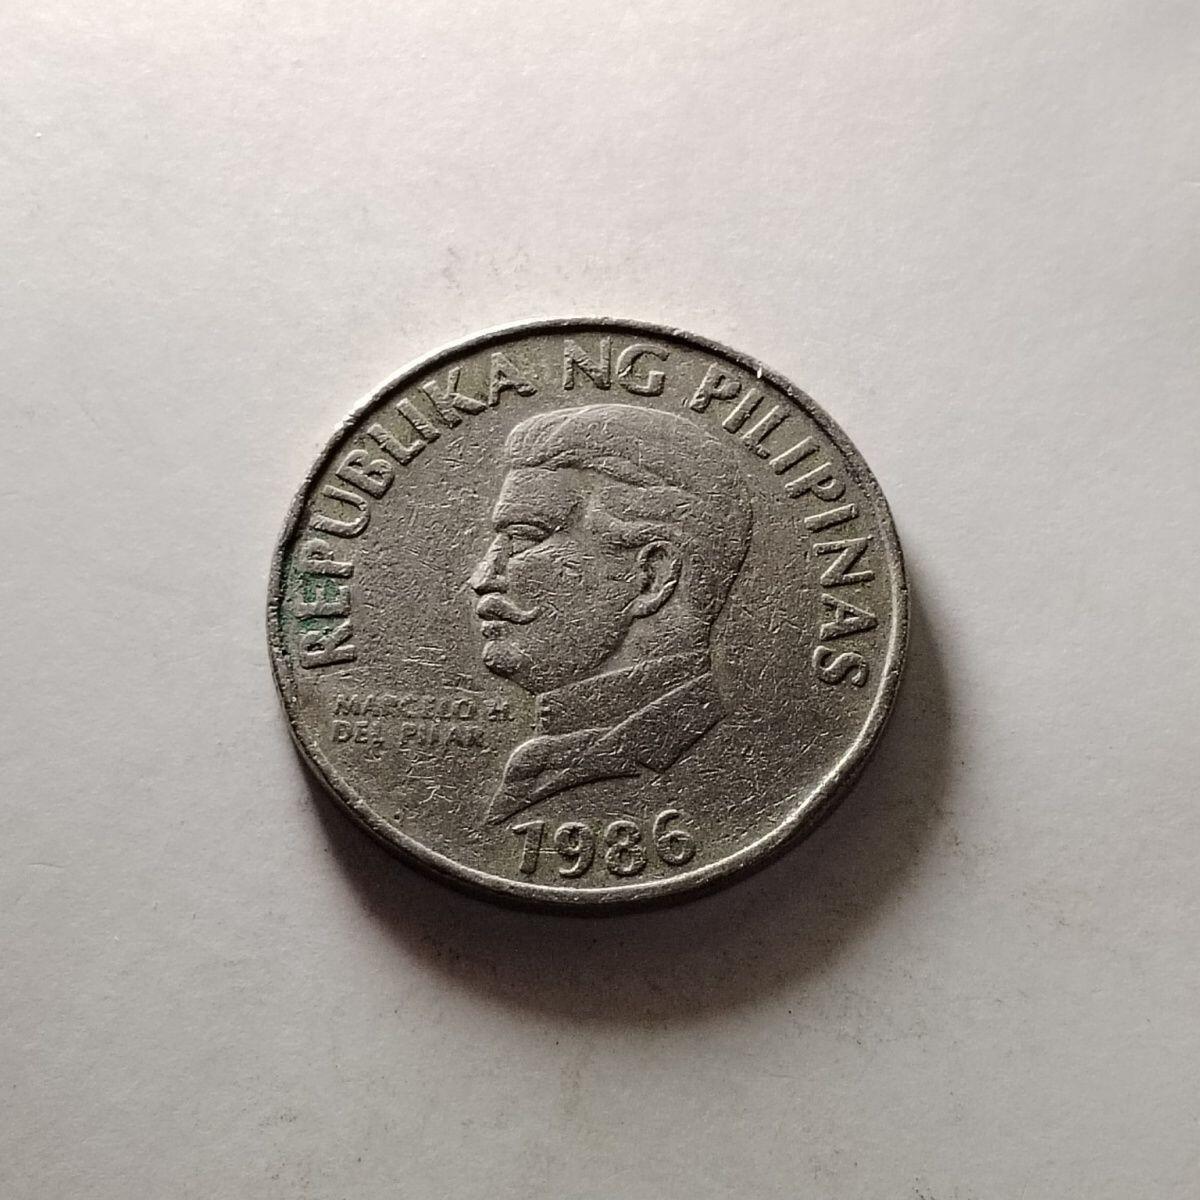 REPUBLIKA NG PILIPINAS
MARCELO H.
DEL PILAR
1986